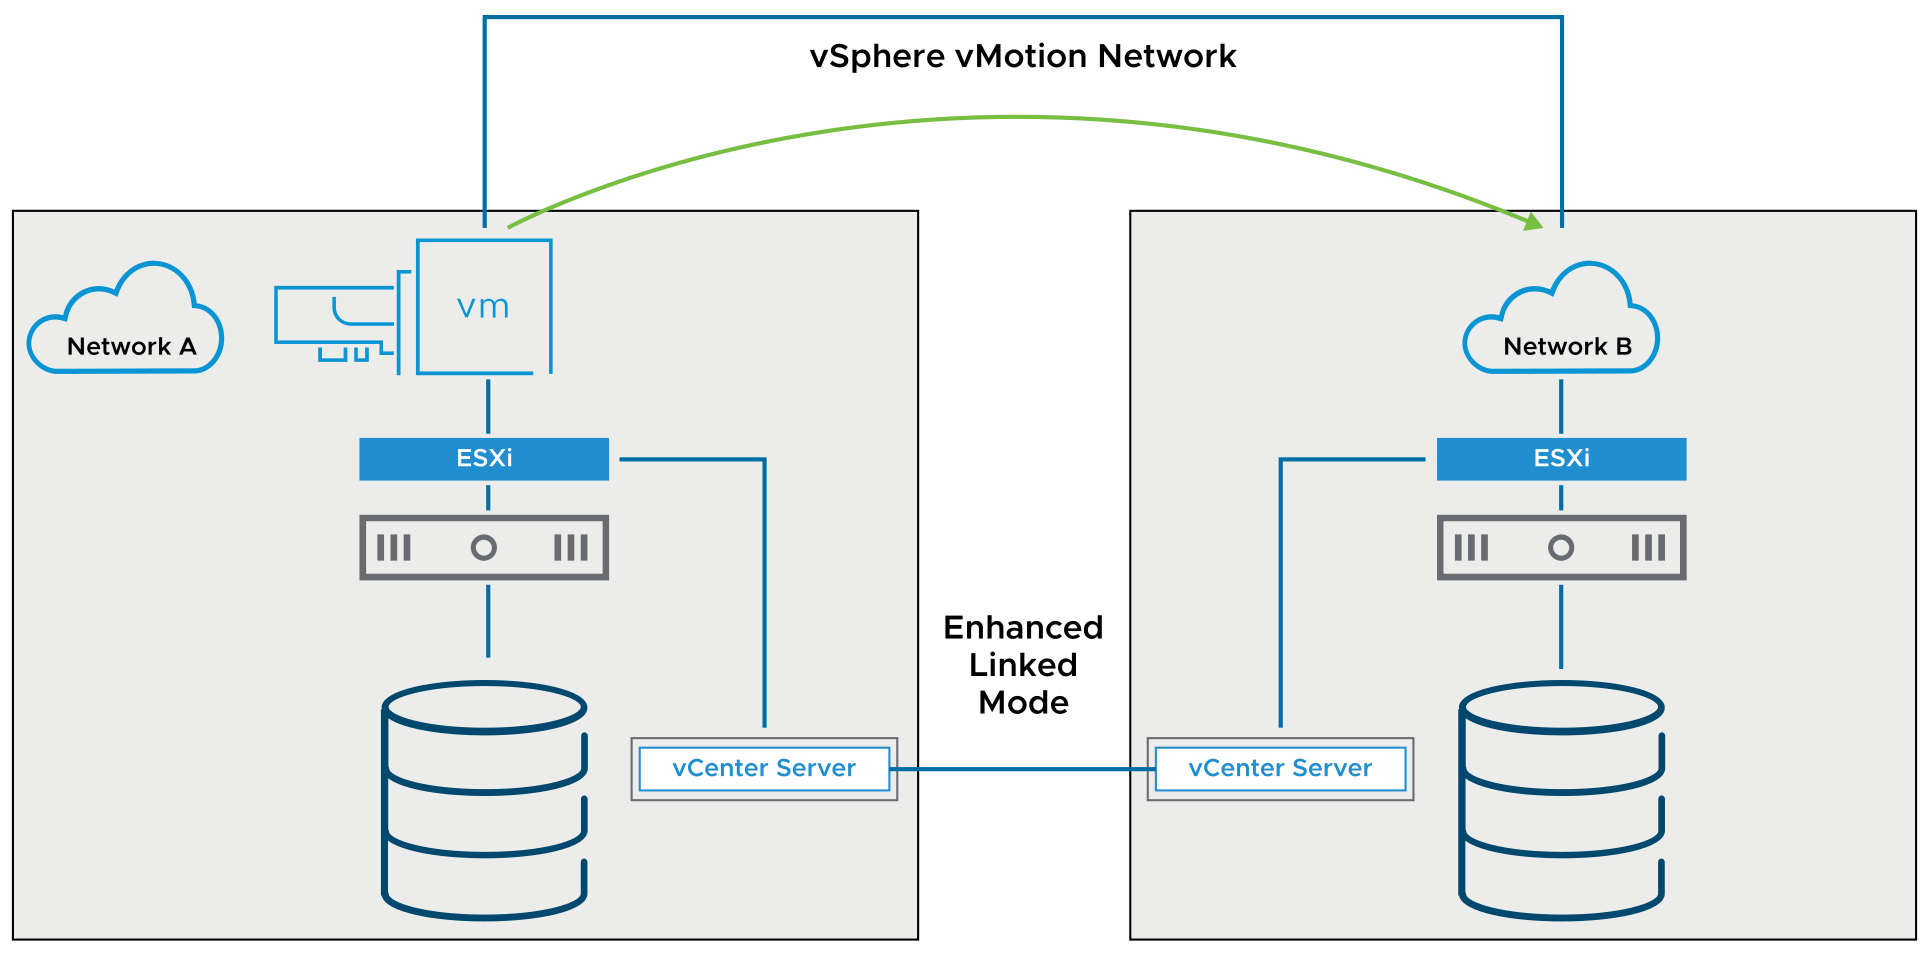 vSphere vMotion Network
Network A
vm
Network B
ESXi
ESXi
Enhanced
Linked
Mode
vCenter Server
vCenter Server